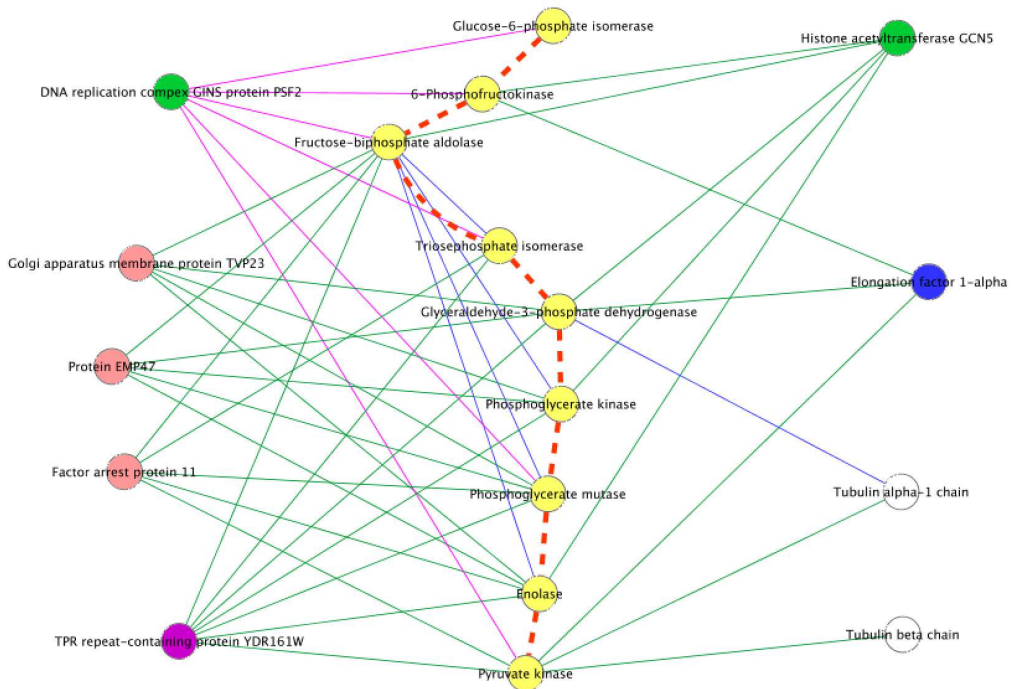 Glucose-6-phosphate isomerase
Histone acetyltransferase GCN5
DNA replication compex GINS protein PSF2
6-Phosphofructokinase
Fructose-biphosphate aldolase
Triosephosphate isomerase
Golgi apparatus membrane protein TVP23
Elongation factor 1-alpha
Glyceraldehyde-3-phosphate dehydrogenase
Protein EMP47
Phosphoglycerate kinase
Factor arrest protein 11
Phosphoglycerate mutase
Tubulin alpha-1 chain
Enolase
TPR repeat-containing protein YDR161W
Tubulin beta chain
Pyruvate kinase